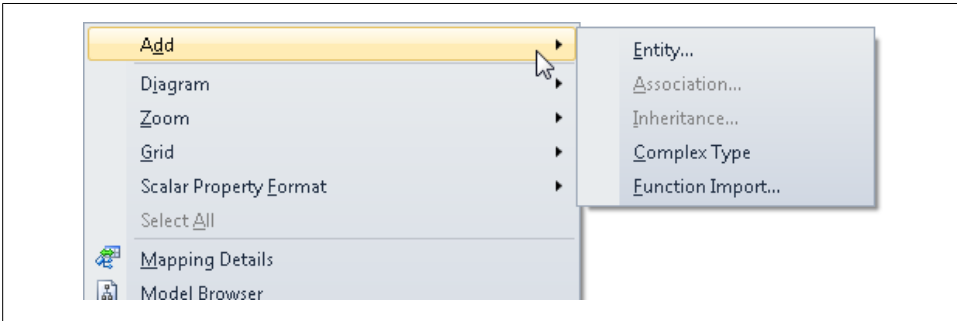 Add
Diagram
Zoom
Grid
Scalar Property Format
Select All
Mapping Details
Model Browser
Entity...
Association...
Inheritance...
Complex Type
Function Import...